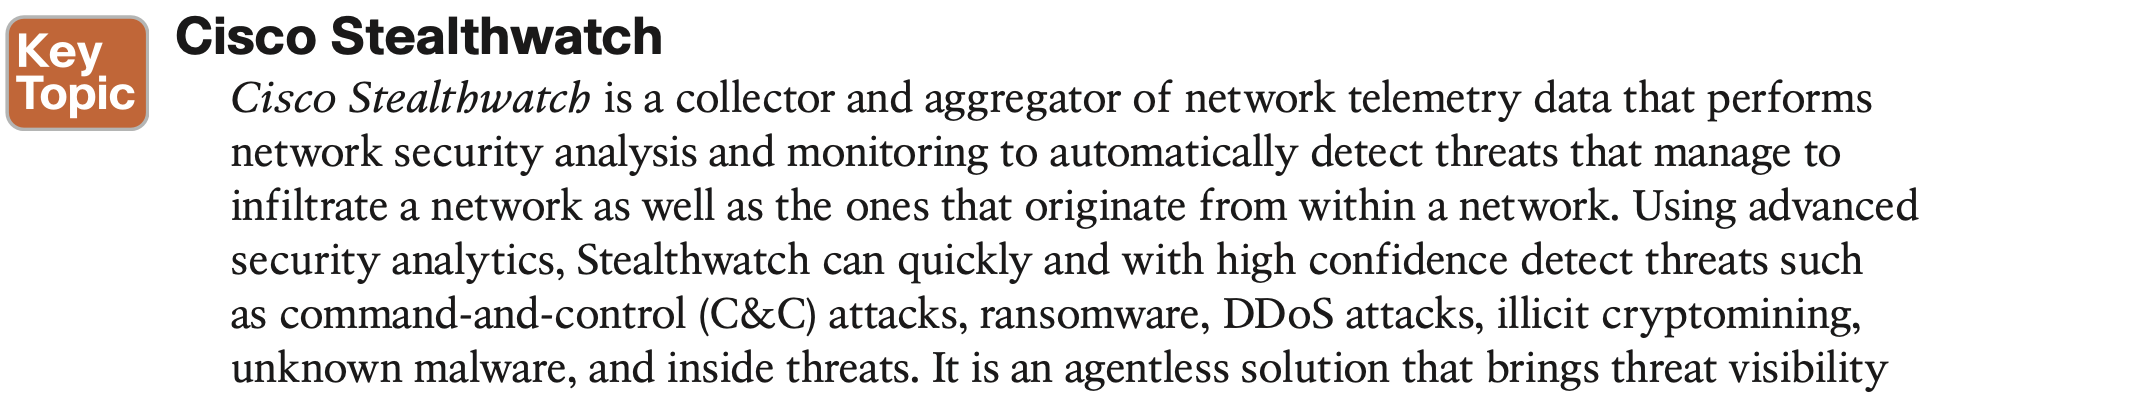 Key
Topic
Cisco Stealthwatch
Cisco Stealthwatch is a collector and aggregator of network telemetry data that performs
network security analysis and monitoring to automatically detect threats that manage to
infiltrate a network as well as the ones that originate from within a network. Using advanced
security analytics, Stealthwatch can quickly and with high confidence detect threats such
as command-and-control (C&C) attacks, ransomware, DDoS attacks, illicit cryptomining,
unknown malware, and inside threats. It is an agentless solution that brings threat visibility